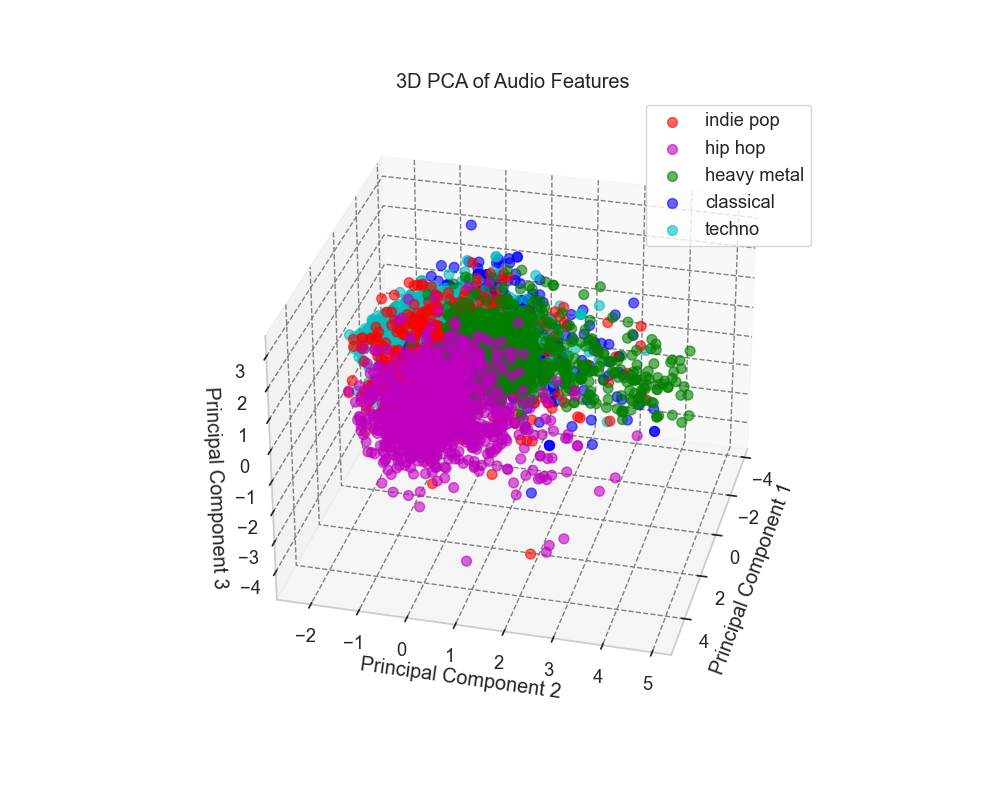 3D PCA of Audio Features
indie pop
hip hop
heavy metal
classical
techno
3
2
1
0
−1
−2
−3
−4
Principal Component 3
−2
−1
0
1
2
3
4
5
Principal Component 2
−4
−2
0
2
4
Principal Component 1